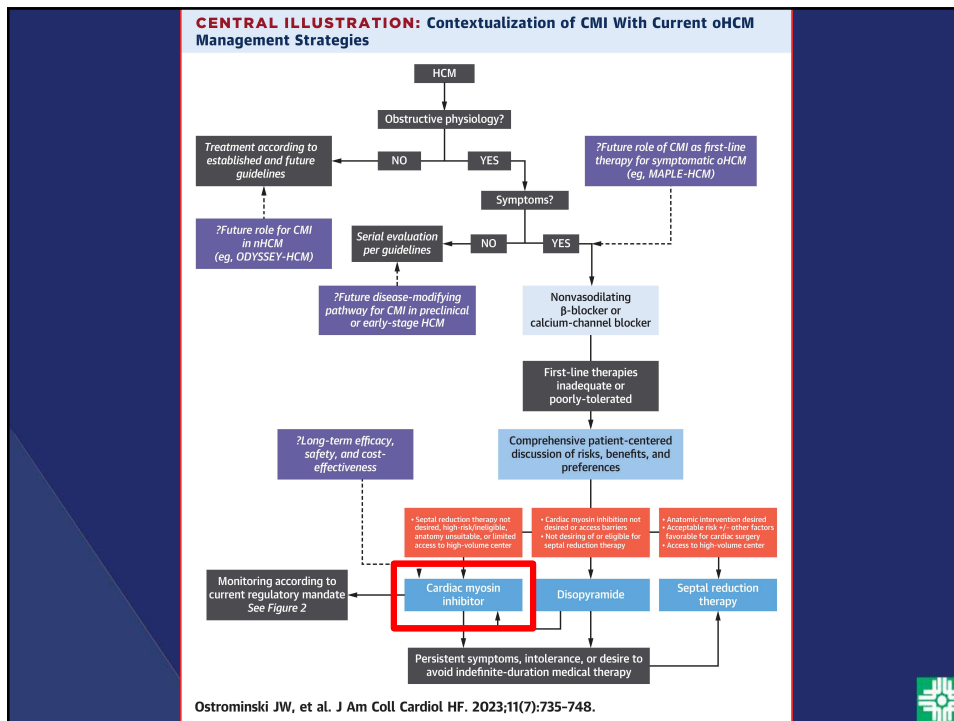 CENTRAL ILLUSTRATION: Contextualization of CMI With Current oHCM
Management Strategies
HCM
Obstructive physiology?
Treatment according to
established and future
guidelines
NO
YES
?Future role of CMI as first-line
therapy for symptomatic oHCM
(eg, MAPLE-HCM)
Symptoms?
?Future role for CMI
in nHCM
(eg, ODYSSEY-HCM)
Serial evaluation
per guidelines
NO
YES
?Future disease-modifying
pathway for CMI in preclinical
or early-stage HCM
Nonvasodilating
β-blocker or
calcium-channel blocker
First-line therapies
inadequate or
poorly-tolerated
?Long-term efficacy,
safety, and cost-
effectiveness
Comprehensive patient-centered
discussion of risks, benefits, and
preferences
• Septal reduction therapy not
desired, high-risk/ineligible,
anatomy unsuitable, or limited
access to high-volume center
• Cardiac myosin inhibition not
desired or access barriers
• Not desiring of or eligible for
septal reduction therapy
• Anatomic intervention desired
• Acceptable risk +/- other factors
favorable for cardiac surgery
• Access to high-volume center
Monitoring according to
current regulatory mandate
See Figure 2
Cardiac myosin
inhibitor
Disopyramide
Septal reduction
therapy
Persistent symptoms, intolerance, or desire to
avoid indefinite-duration medical therapy
Ostrominski JW, et al. J Am Coll Cardiol HF. 2023;11(7):735–748.